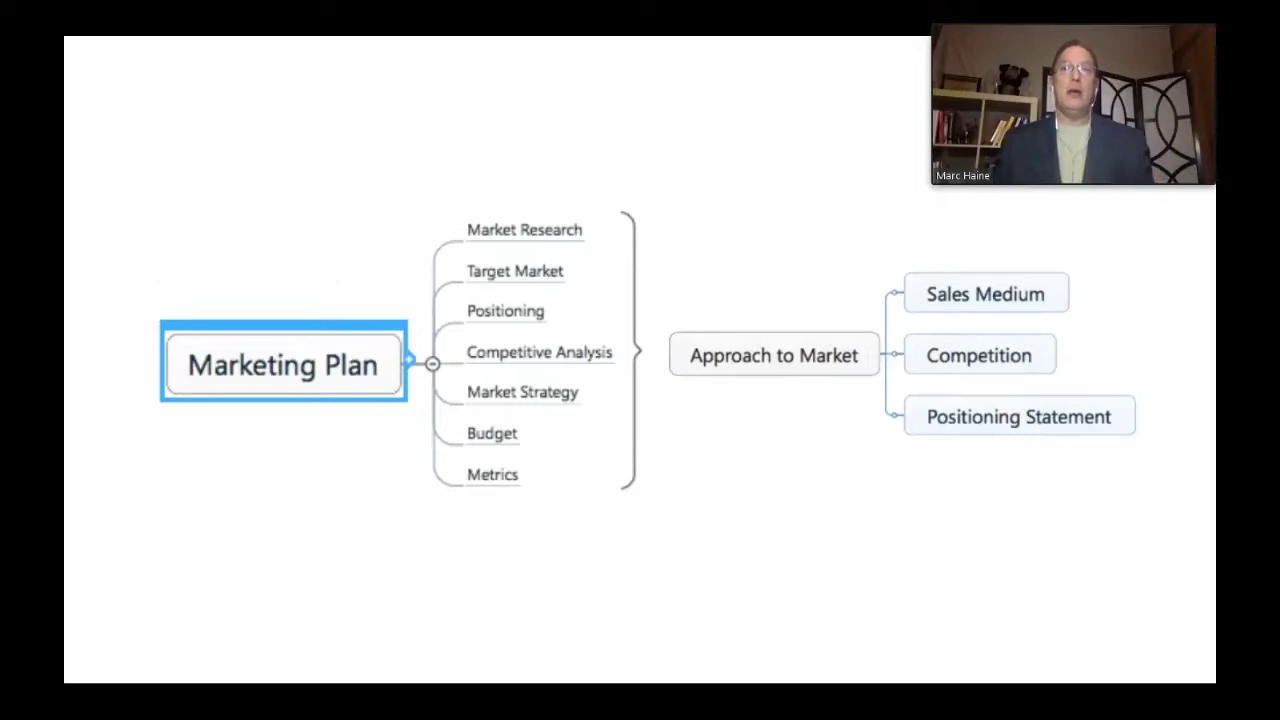 Marc Haine
Marketing Plan
Market Research
Target Market
Positioning
Competitive Analysis
Market Strategy
Budget
Metrics
Approach to Market
Sales Medium
Competition
Positioning Statement